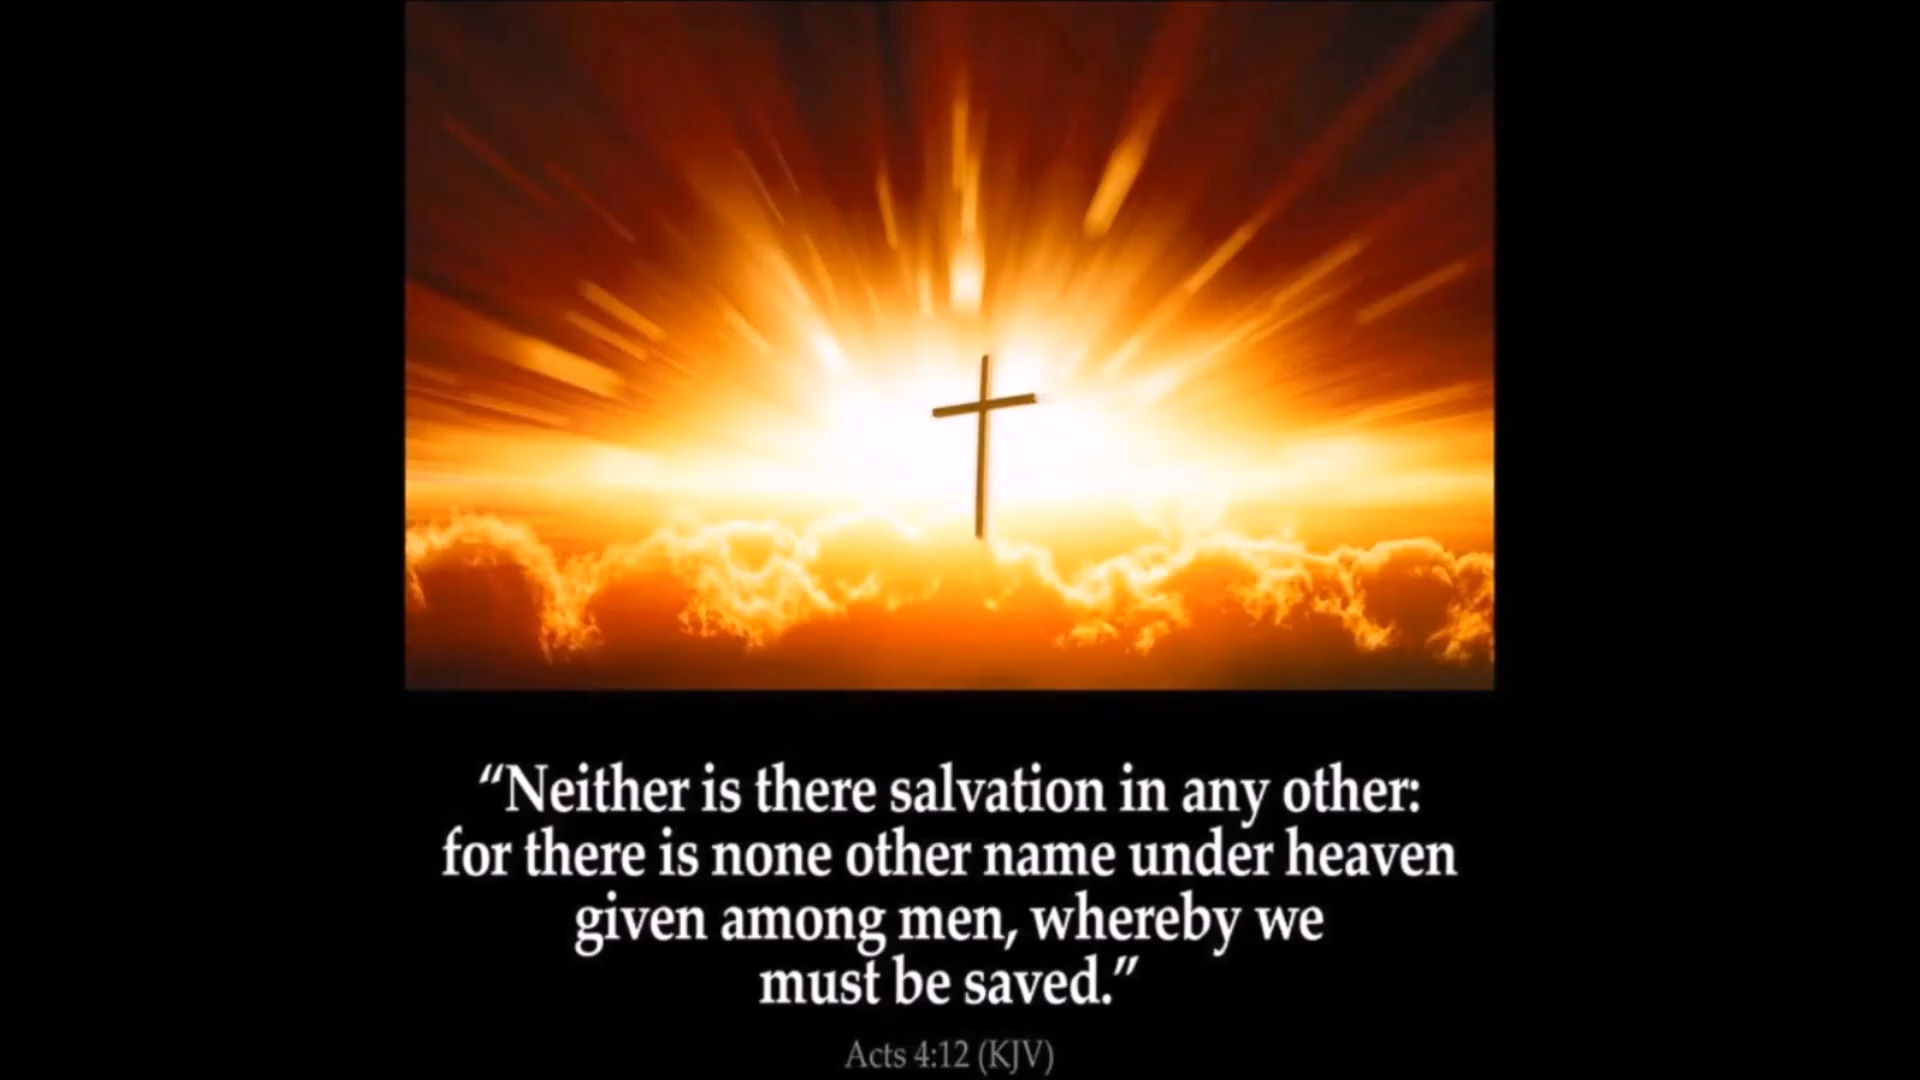 “Neither is there salvation in any other:
for there is none other name under heaven
given among men, whereby we
must be saved.”
Acts 4:12 (KJV)